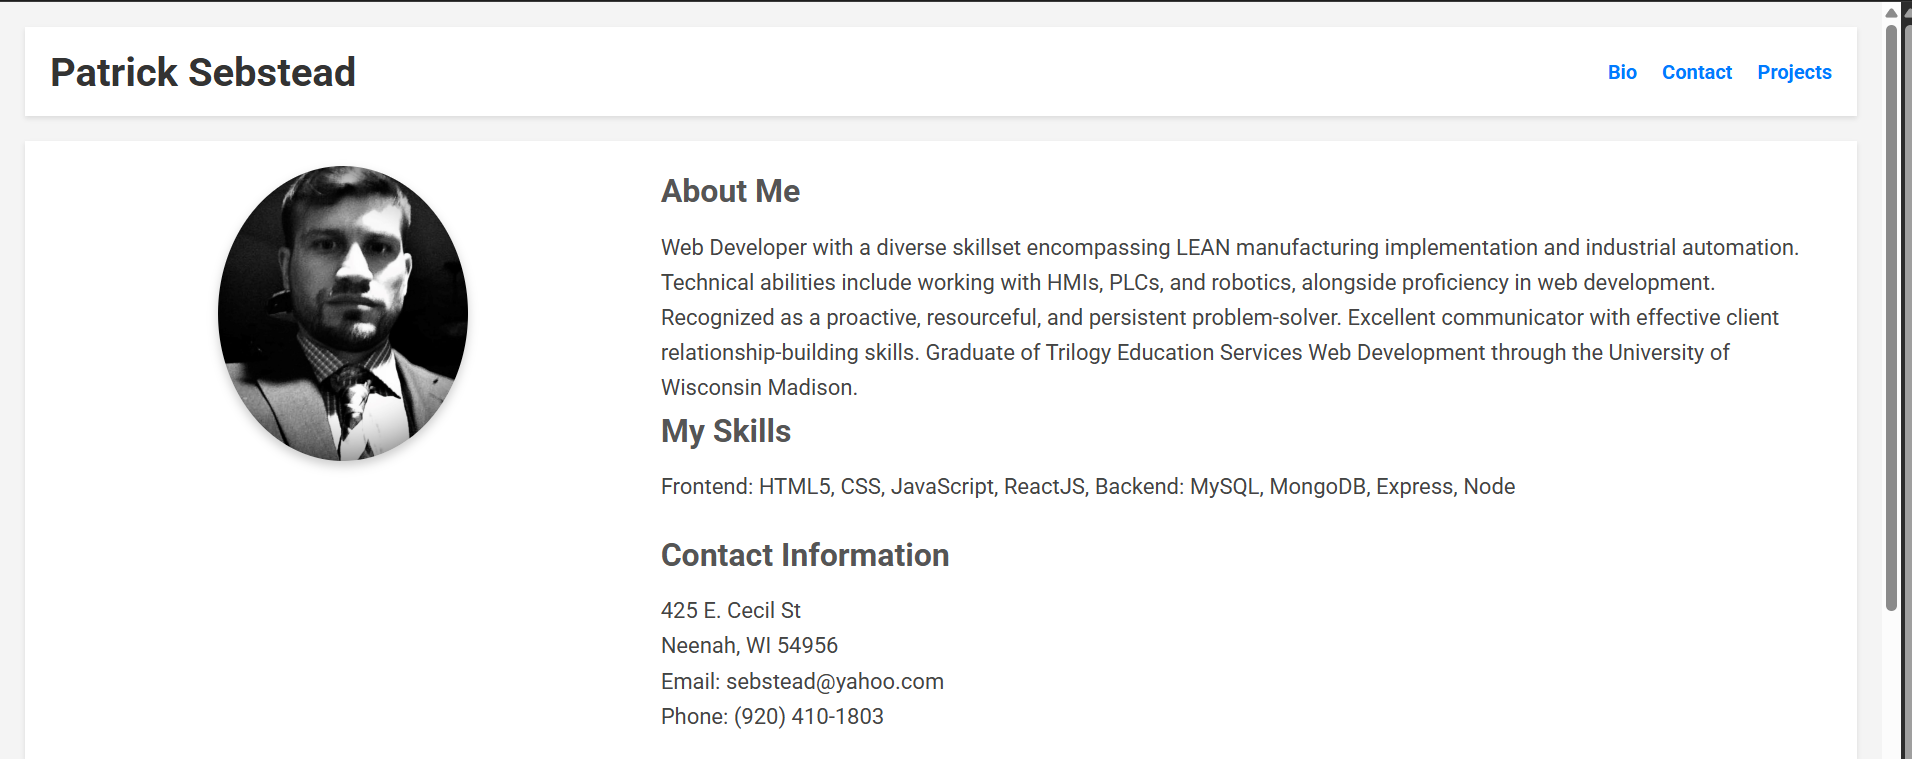 Patrick Sebstead
Bio Contact Projects
About Me
Web Developer with a diverse skillset encompassing LEAN manufacturing implementation and industrial automation.
Technical abilities include working with HMIs, PLCs, and robotics, alongside proficiency in web development.
Recognized as a proactive, resourceful, and persistent problem-solver. Excellent communicator with effective client
relationship-building skills. Graduate of Trilogy Education Services Web Development through the University of
Wisconsin Madison.
My Skills
Frontend: HTML5, CSS, JavaScript, ReactJS, Backend: MySQL, MongoDB, Express, Node
Contact Information
425 E. Cecil St
Neenah, WI 54956
Email: sebstead@yahoo.com
Phone: (920) 410-1803